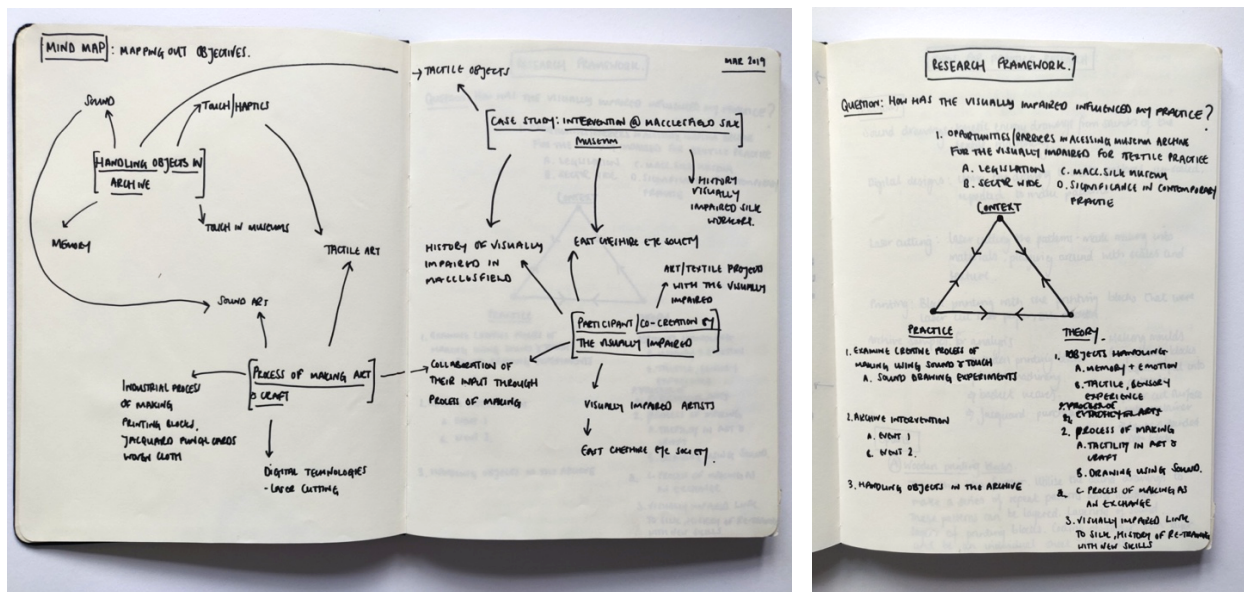 MIND MAP: MAPPING OUT OBJECTIVES.
SOUND
TOUCH/HAPTICS
HANDLING OBJECTS IN
ARCHIVE
MEMORY
TOUCH IN MUSEUMS
TACTILE ART
SOUND ART
PROCESS OF MAKING ART
& CRAFT
INDUSTRIAL PROCESS
OF MAKING
PRINTING BLOCKS,
JACQUARD PUNCH CARDS
WOVEN CLOTH
DIGITAL TECHNOLOGIES
- LASER CUTTING
MAR 2019
TACTILE OBJECTS
CASE STUDY: INTERVENTION @ MACCLESFIELD SILK
MUSEUM
HISTORY
VISUALLY
IMPAIRED SILK
WORKERS.
HISTORY OF VISUALLY
IMPAIRED IN
MACCLESFIELD
EAST CHESHIRE EYE SOCIETY
ART/TEXTILE PROJECTS
WITH THE VISUALLY
IMPAIRED
PARTICIPANT/CO-CREATION BY
THE VISUALLY IMPAIRED
COLLABORATION OF
THEIR INPUT THROUGH
PROCESS OF MAKING
VISUALLY IMPAIRED ARTISTS
EAST CHESHIRE EYE SOCIETY.
RESEARCH FRAMEWORK.
QUESTION: HOW HAS THE VISUALLY IMPAIRED INFLUENCED MY PRACTICE?
1. OPPORTUNITIES/BARRIERS IN ACESSING MUSEUM ARCHIVE
FOR THE VISUALLY IMPAIRED FOR TEXTILE PRACTICE
A. LEGISLATION C. MACC. SILK MUSEUM
B. SECTOR WIDE D. SIGNIFICANCE IN CONTEMPORARY
PRACTICE
CONTEXT
PRACTICE
1. EXAMINE CREATIVE PROCESS OF
MAKING USING SOUND & TOUCH
A. SOUND DRAWING EXPERIMENTS
2. ARCHIVE INTERVENTION
A. EVENT 1
B. EVENT 2.
3. HANDLING OBJECTS IN THE ARCHIVE
THEORY.
1. OBJECTS HANDLING
A. MEMORY + EMOTION
B. TACTILE, SENSORY
EXPERIENCE
2. PROCESS OF MAKING
A. TACTILITY IN ART &
CRAFT
B. DRAWING USING SOUND.
C. PROCESS OF MAKING AS
AN EXCHANGE
3. VISUALLY IMPAIRED LINK
TO SILK, HISTORY OF RE-TRAINING
WITH NEW SKILLS